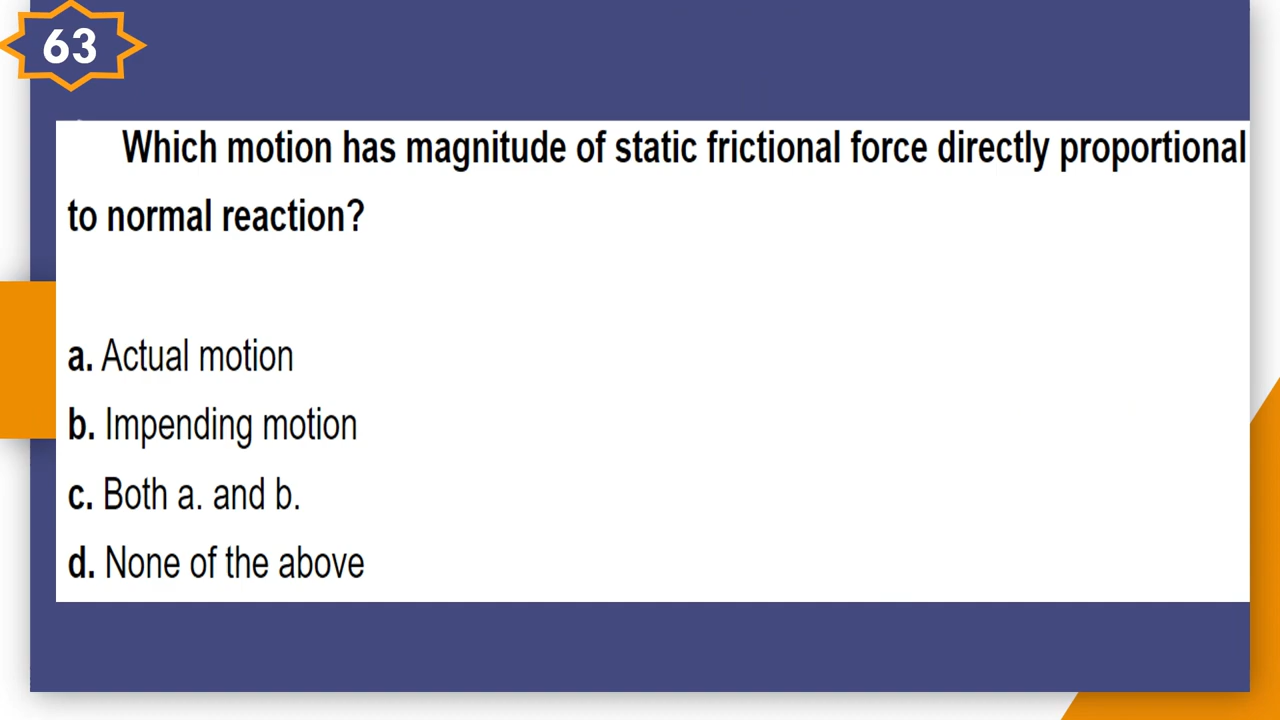 63
Which motion has magnitude of static frictional force directly proportional
to normal reaction?
a. Actual motion
b. Impending motion
c. Both a. and b.
d. None of the above